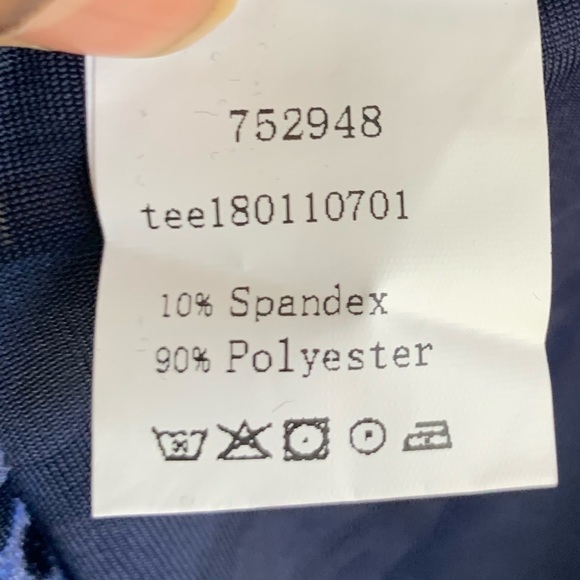 752948
tee180110701
10% Spandex
90% Polyester